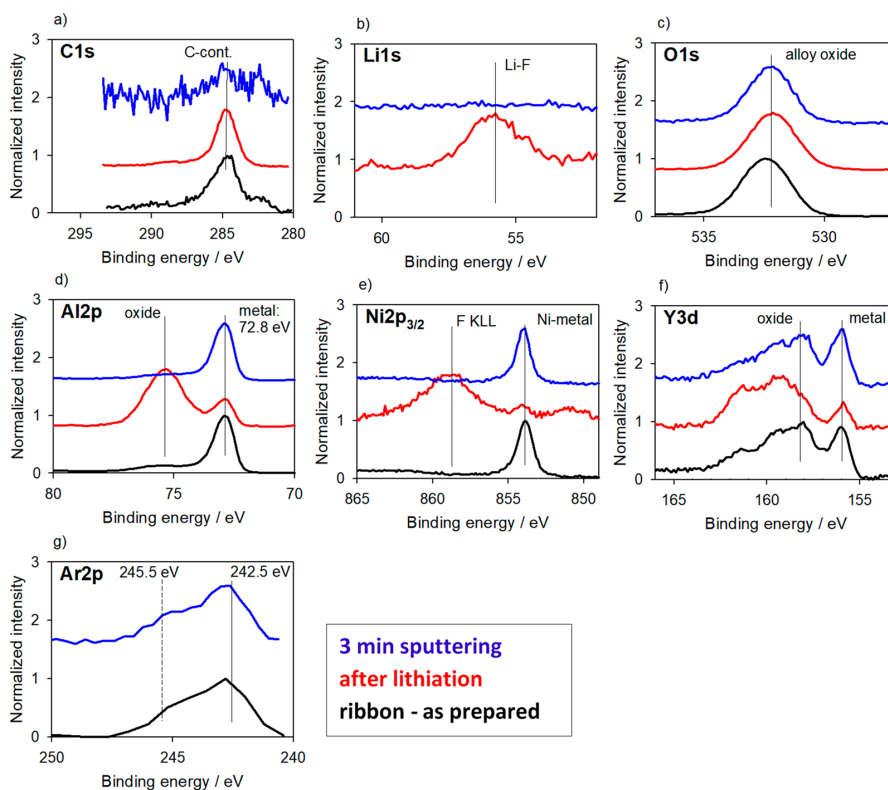 a)
C1s
C-cont.
Normalized intensity
3
2
1
0
295
290
285
280
Binding energy / eV
b)
Li1s
Li-F
Normalized intensity
3
2
1
0
60
55
Binding energy / eV
c)
O1s
alloy oxide
Normalized intensity
3
2
1
0
535
530
Binding energy / eV
d)
Al2p
oxide
metal:
72.8 eV
Normalized intensity
3
2
1
0
80
75
70
Binding energy / eV
e)
Ni2p3/2
F KLL
Ni-metal
Normalized intensity
3
2
1
0
865
860
855
850
Binding energy / eV
f)
Y3d
oxide
metal
Normalized intensity
3
2
1
0
165
160
155
Binding energy / eV
g)
Ar2p
245.5 eV
242.5 eV
Normalized intensity
3
2
1
0
250
245
240
Binding energy / eV
3 min sputtering
after lithiation
ribbon - as prepared